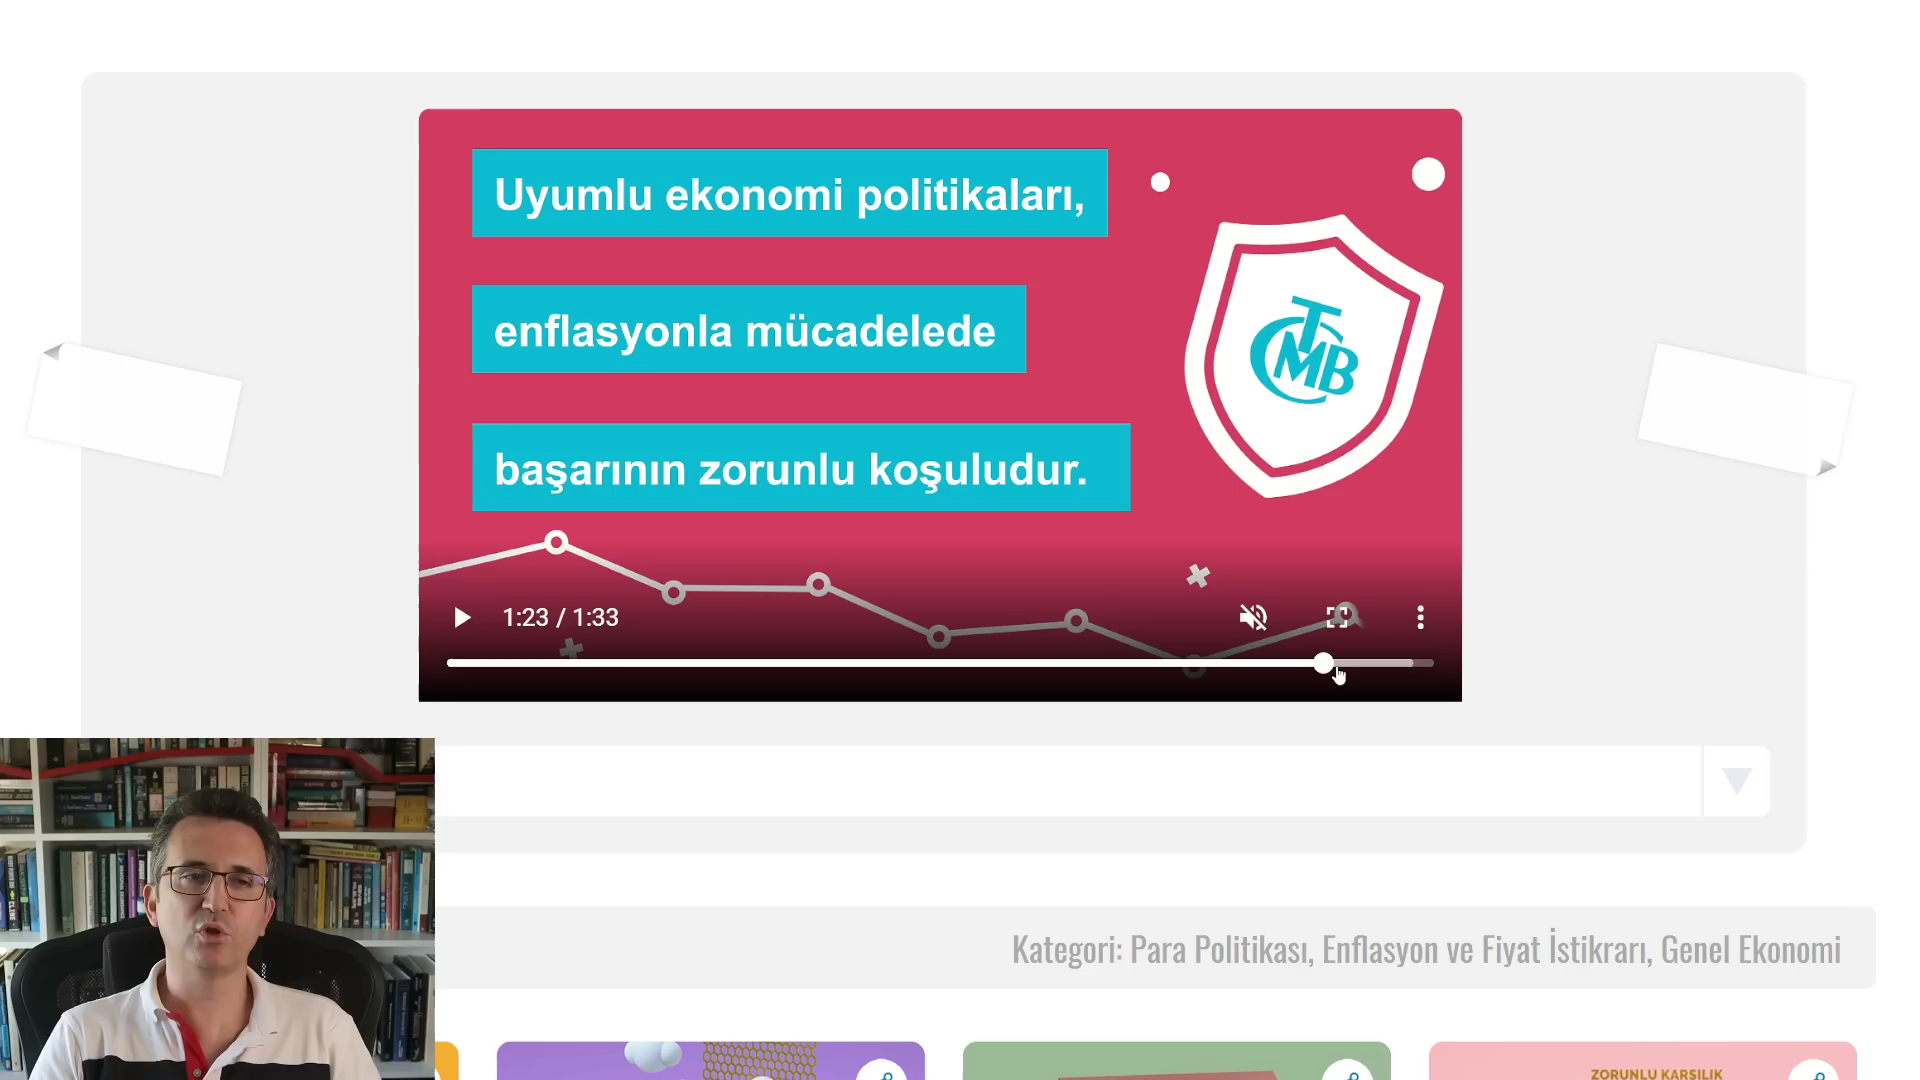 Uyumlu ekonomi politikaları,
enflasyonla mücadelede
başarının zorunlu koşuludur.
TCMB
1:23 / 1:33
Kategori: Para Politikası, Enflasyon ve Fiyat İstikrarı, Genel Ekonomi
ZORUNLU KARŞILIK